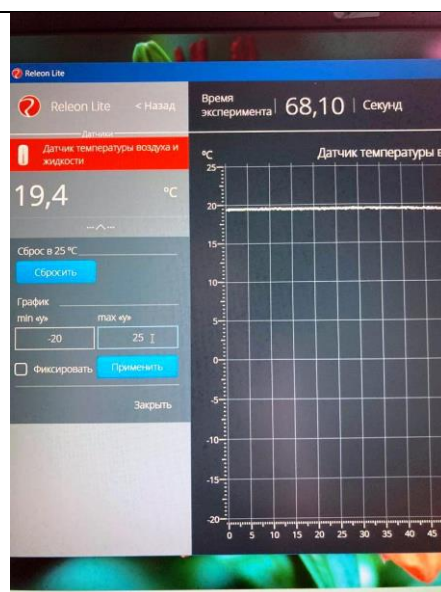 Releon Lite
Releon Lite
< Назад
Время
эксперимента
68,10
Секунд
Датчики
Датчик температуры воздуха и
жидкости
19,4
°C
Сброс в 25 °C
Сбросить
График
min «y»
max «y»
-20
25
Фиксировать
Применить
Закрыть
°C
Датчик температуры в
25
20
15
10
5
0
-5
-10
-15
-20
0 5 10 15 20 25 30 35 40 45